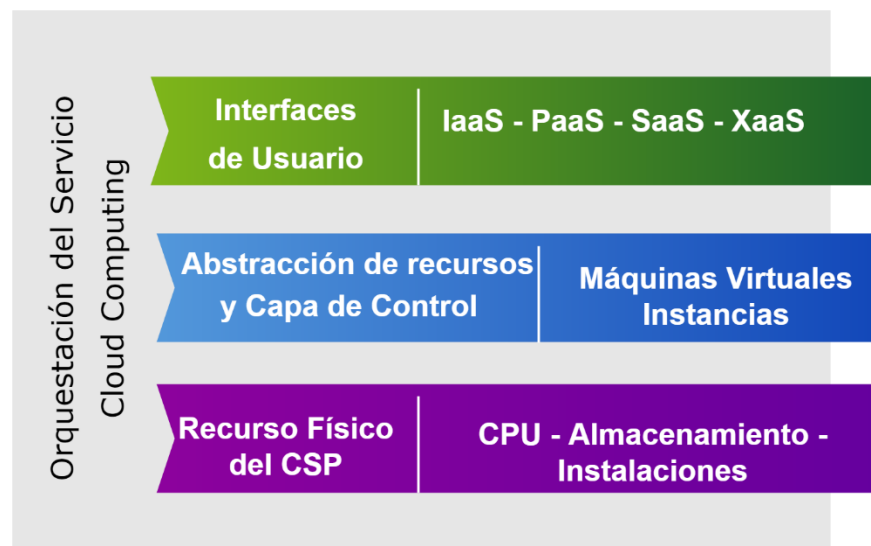 Orquestación del Servicio
Cloud Computing
Interfaces
de Usuario
IaaS - PaaS - SaaS - XaaS
Abstracción de recursos
y Capa de Control
Máquinas Virtuales
Instancias
Recurso Físico
del CSP
CPU - Almacenamiento -
Instalaciones